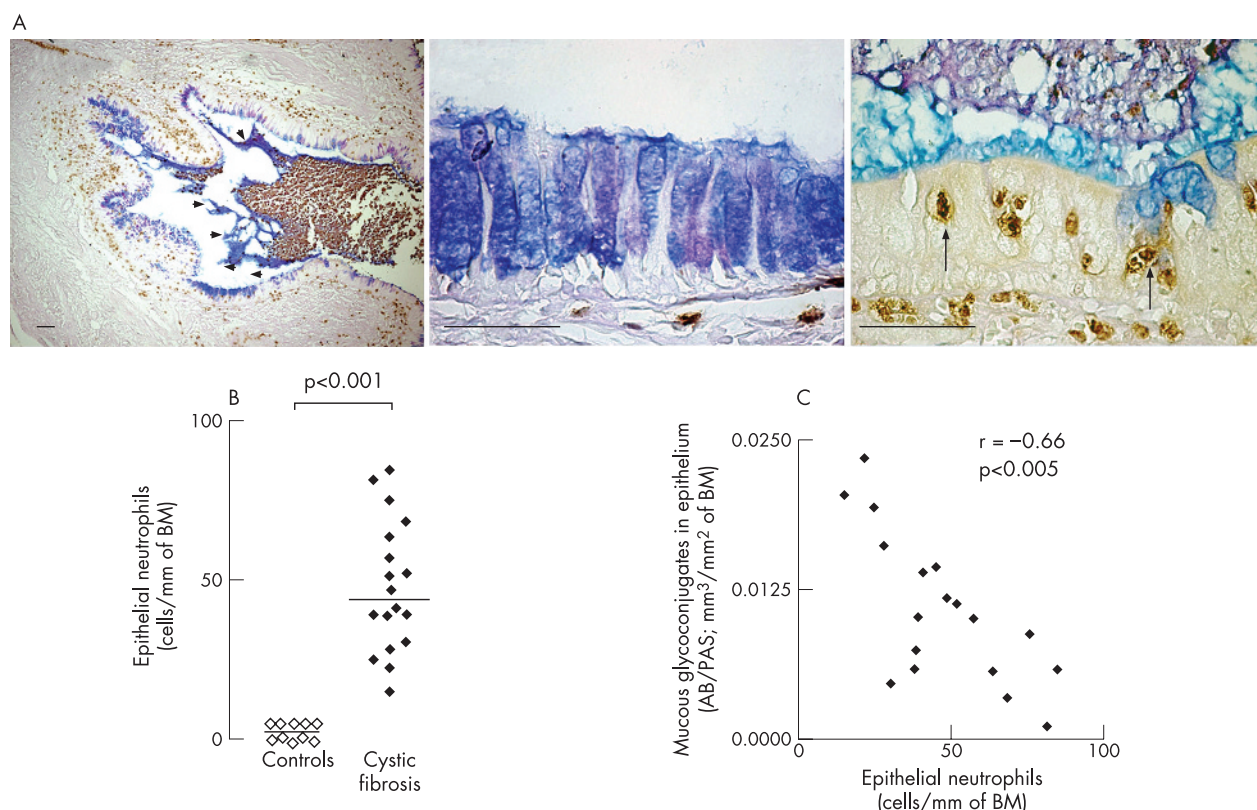 A
B
p<0.001
100
50
0
Epithelial neutrophils
(cells/mm of BM)
Controls
Cystic
fibrosis
C
r = −0.66
p<0.005
0.0250
0.0125
0.0000
Mucous glycoconjugates in epithelium
(AB/PAS; mm³/mm² of BM)
0
50
100
Epithelial neutrophils
(cells/mm of BM)